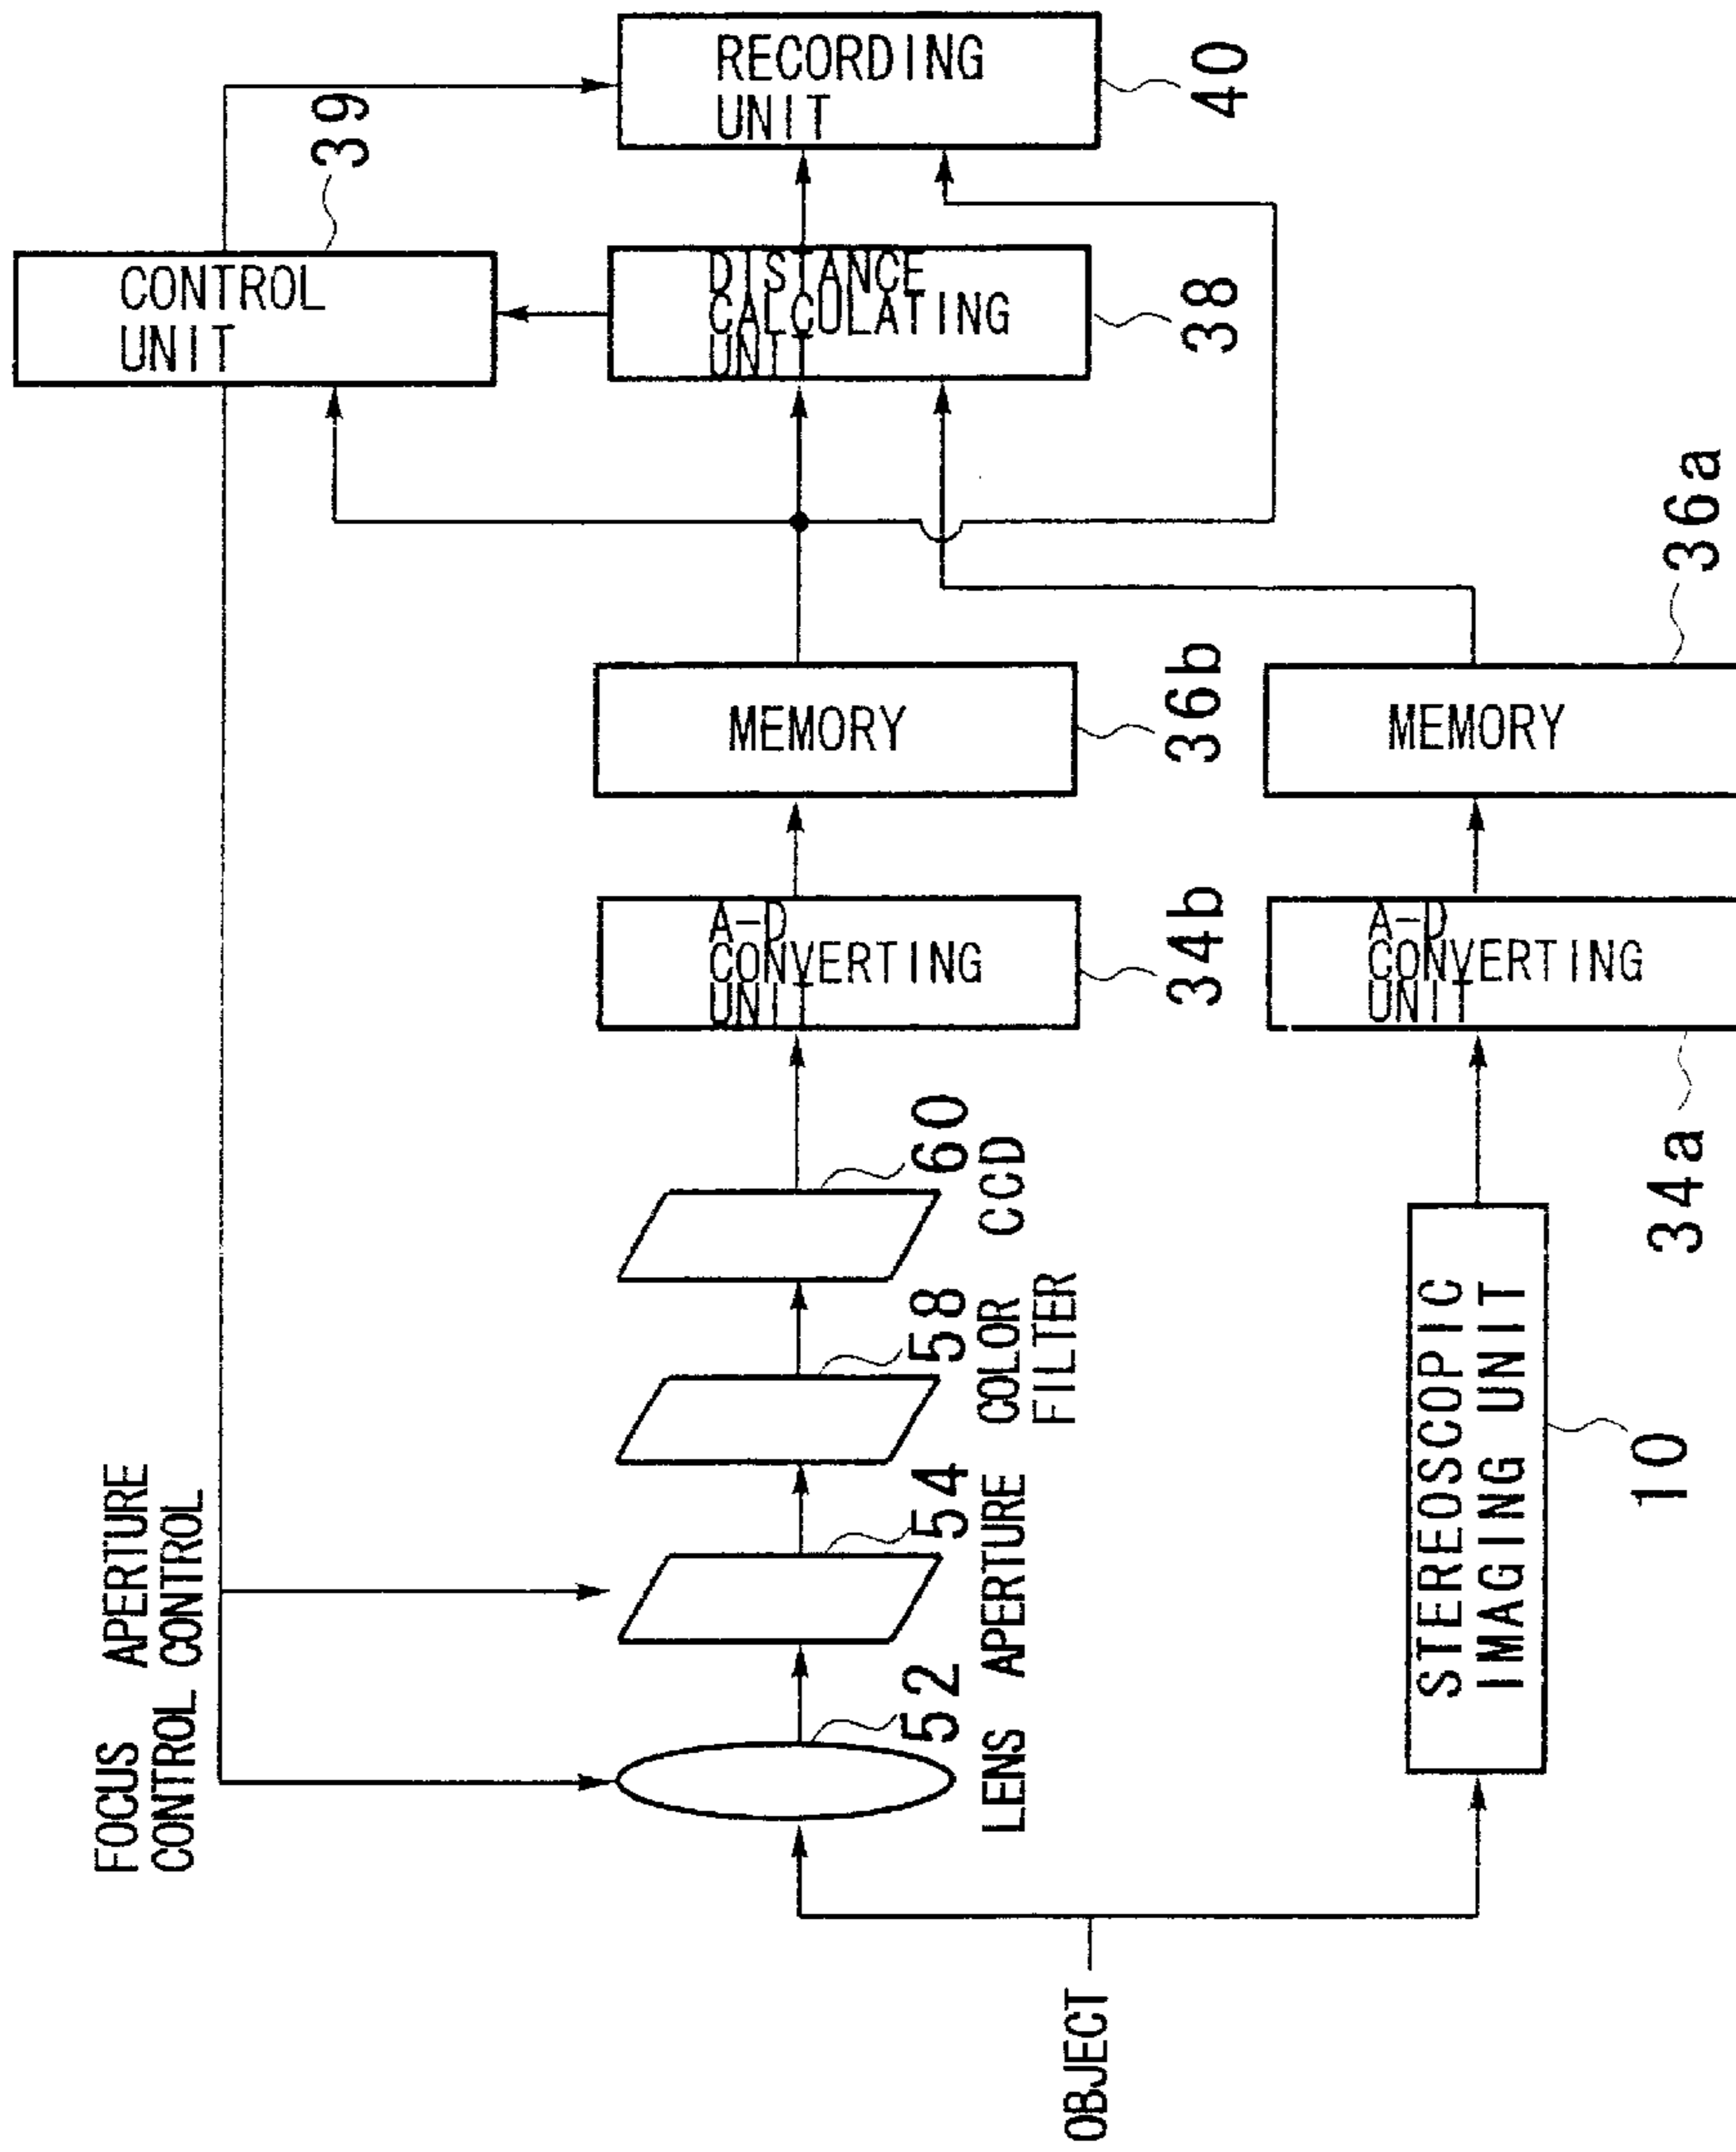 FOCUS
CONTROL
APERTURE
CONTROL
CONTROL
UNIT
39
RECORDING
UNIT
40
DISTANCE
CALCULATING
UNIT
38
OBJECT
52
LENS
54
APERTURE
58
COLOR
FILTER
60
CCD
A-D
CONVERTING
UNIT
34b
MEMORY
36b
STEREOSCOPIC
IMAGING UNIT
10
A-D
CONVERTING
UNIT
34a
MEMORY
36a